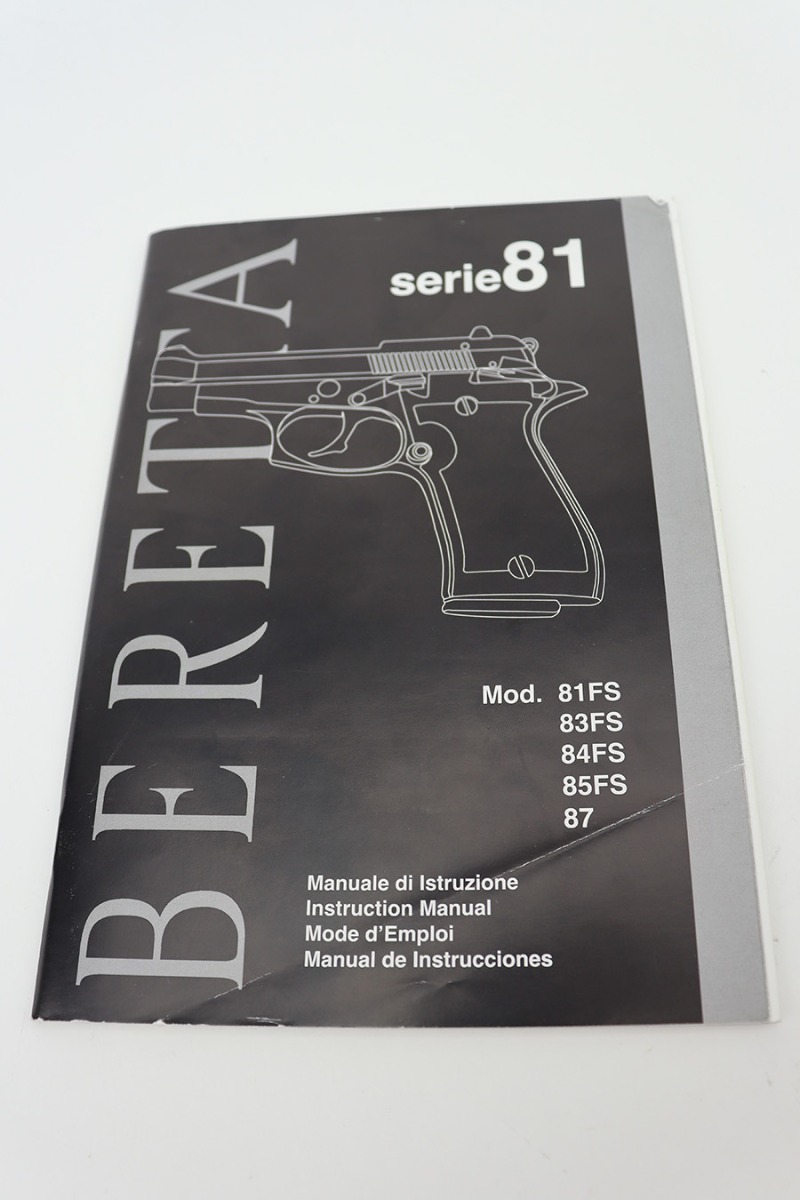 BERETTA
serie81
Mod. 81FS
83FS
84FS
85FS
87
Manuale di Istruzione
Instruction Manual
Mode d'Emploi
Manual de Instrucciones